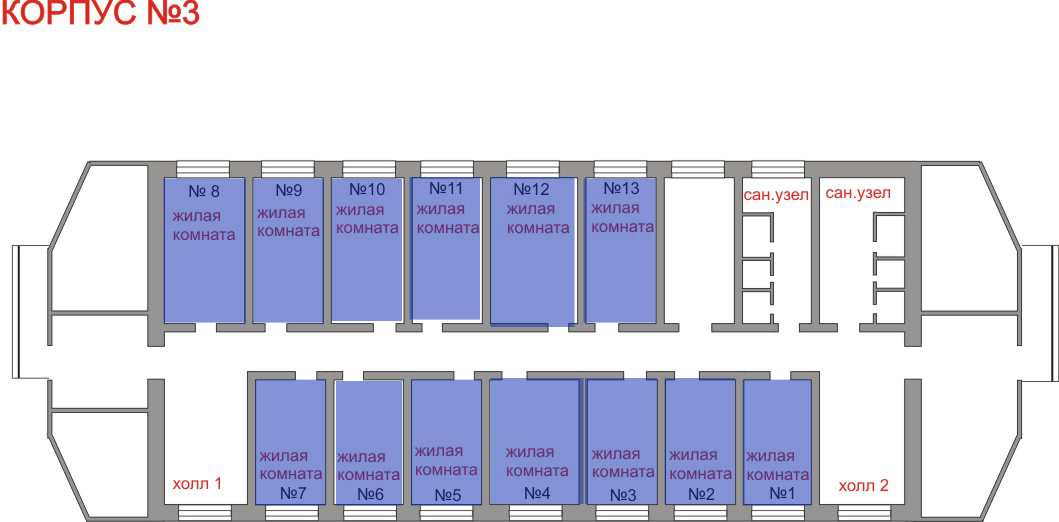 КОРПУС №3
№ 8
жилая
комната
№9
жилая
комната
№10
жилая
комната
№11
жилая
комната
№12
жилая
комната
№13
жилая
комната
сан.узел
сан.узел
холл 1
жилая
комната
№7
жилая
комната
№6
жилая
комната
№5
жилая
комната
№4
жилая
комната
№3
жилая
комната
№2
жилая
комната
№1
холл 2